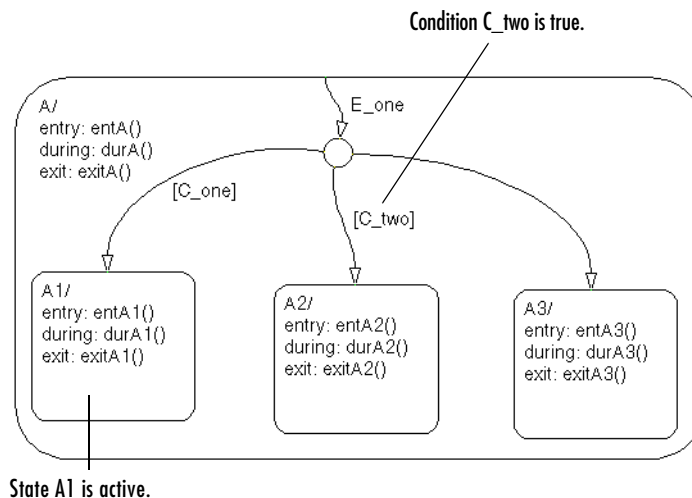 Condition C_two is true.
A/
entry: entA()
during: durA()
exit: exitA()
E_one
[C_one]
[C_two]
A1/
entry: entA1()
during: durA1()
exit: exitA1()
A2/
entry: entA2()
during: durA2()
exit: exitA2()
A3/
entry: entA3()
during: durA3()
exit: exitA3()
State A1 is active.